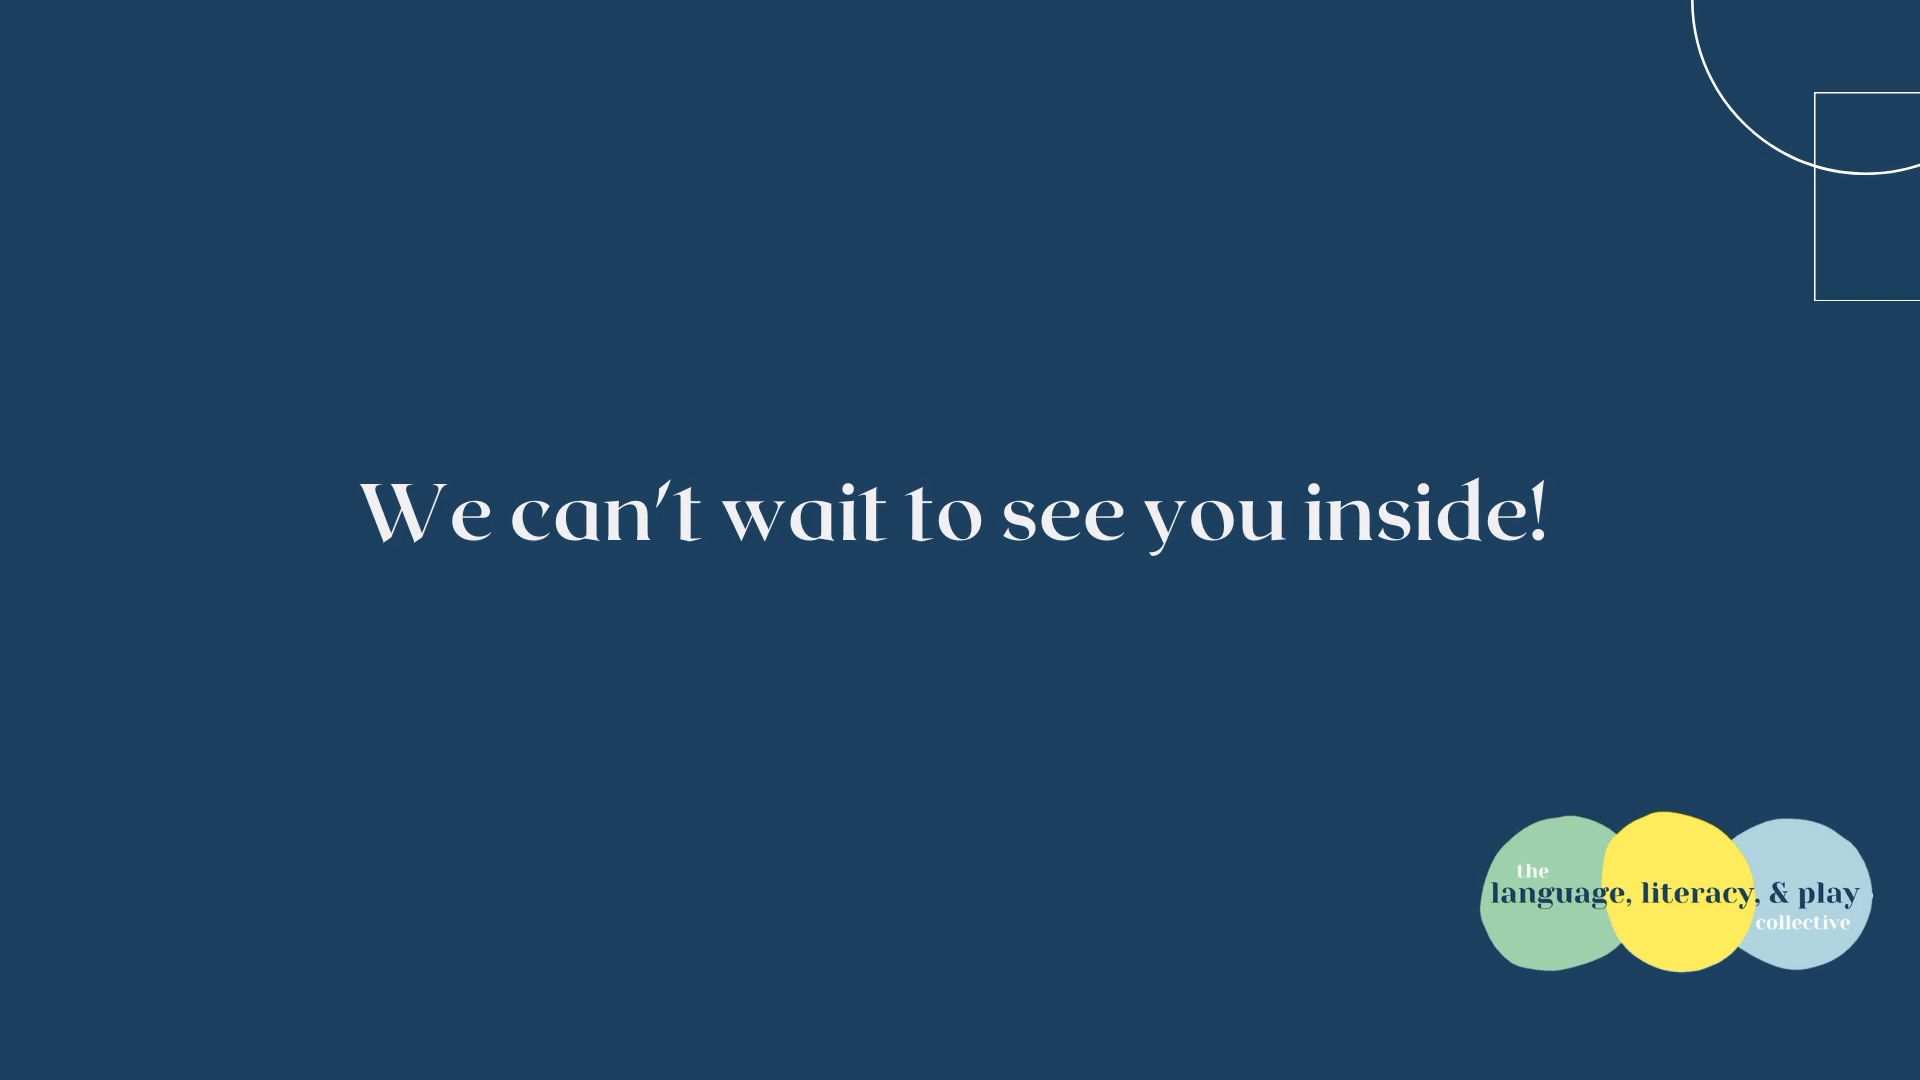 We can't wait to see you inside!
the
language, literacy, & play
collective